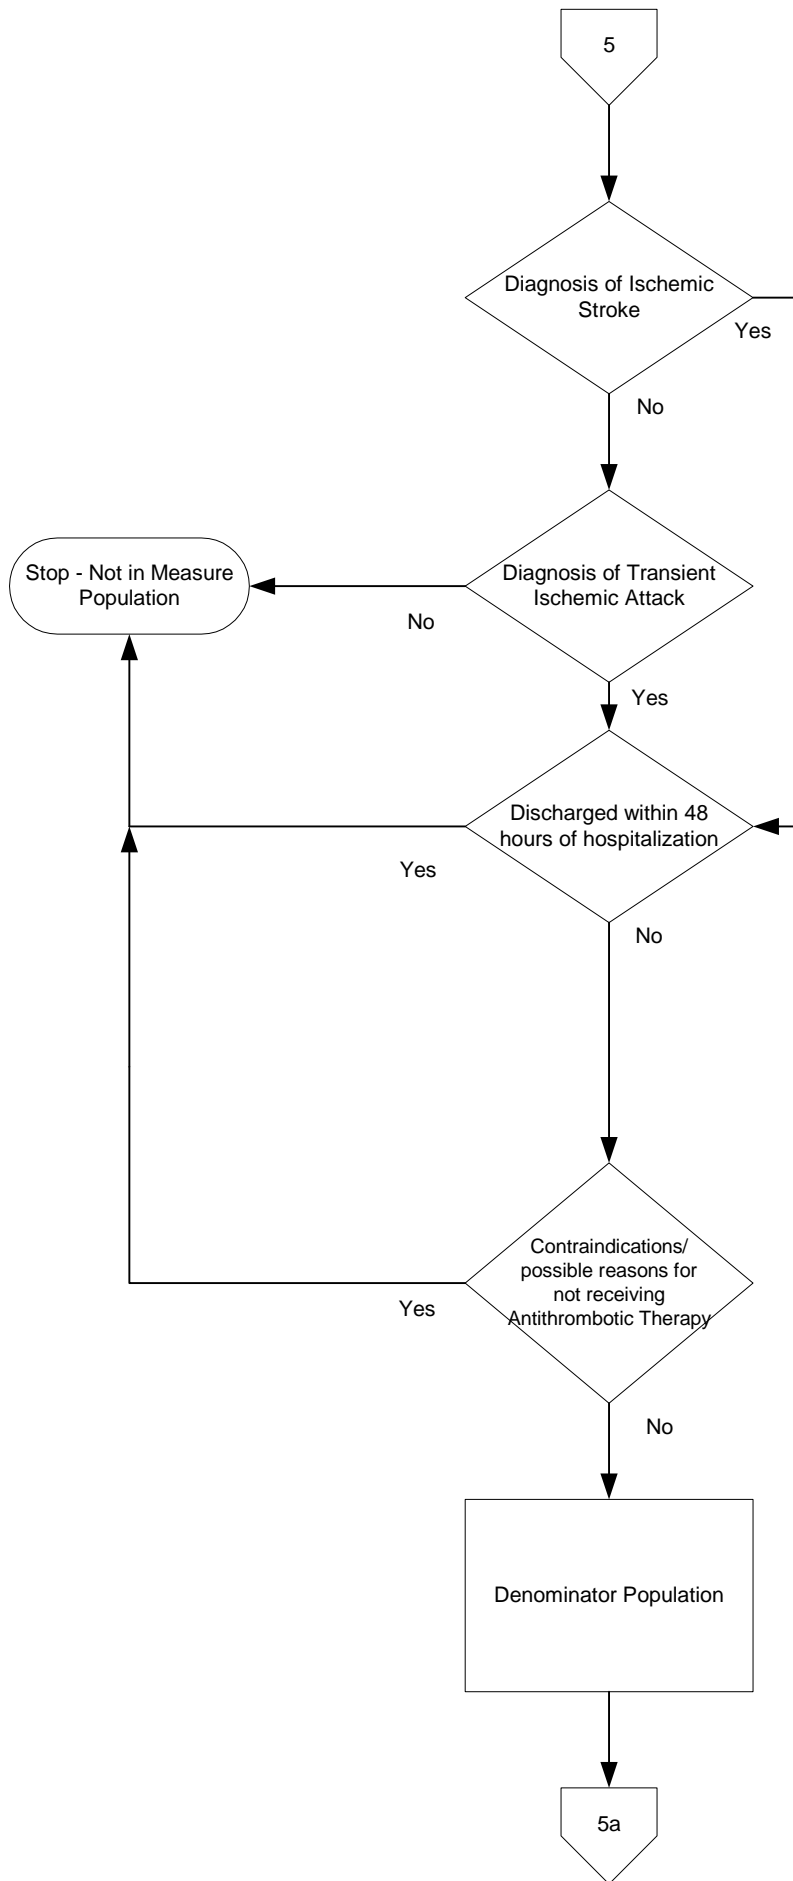 5
Diagnosis of Ischemic
Stroke
Yes
No
Stop - Not in Measure
Population
Diagnosis of Transient
Ischemic Attack
No
Yes
Discharged within 48
hours of hospitalization
Yes
No
Contraindications/
possible reasons for
not receiving
Antithrombotic Therapy
Yes
No
Denominator Population
5a